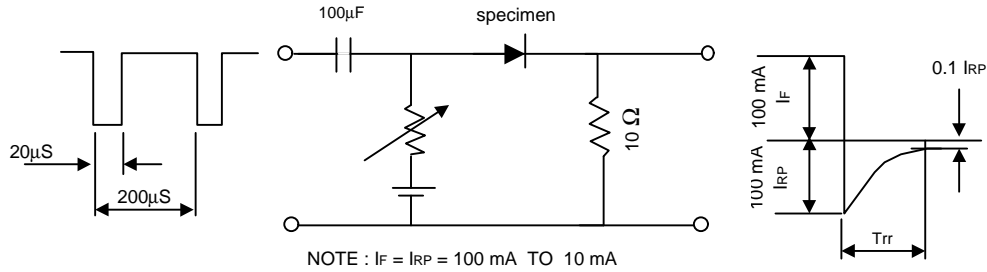 100μF
specimen
20μS
200μS
10 Ω
100 mA
IF
100 mA
IRP
0.1 IRP
Trr
NOTE : IF = IRP = 100 mA TO 10 mA